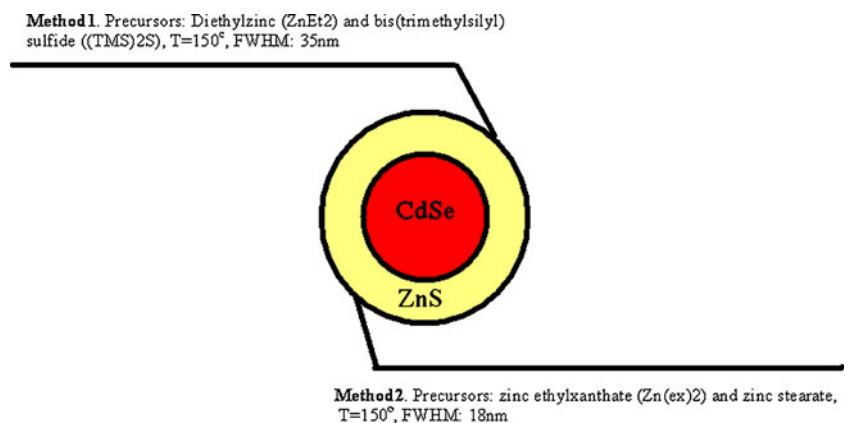 Method1. Precursors: Diethylzinc (ZnEt2) and bis(trimethylsilyl)
sulfide ((TMS)2S), T=150°, FWHM: 35nm
CdSe
ZnS
Method2. Precursors: zinc ethylxanthate (Zn(ex)2) and zinc stearate,
T=150°, FWHM: 18nm